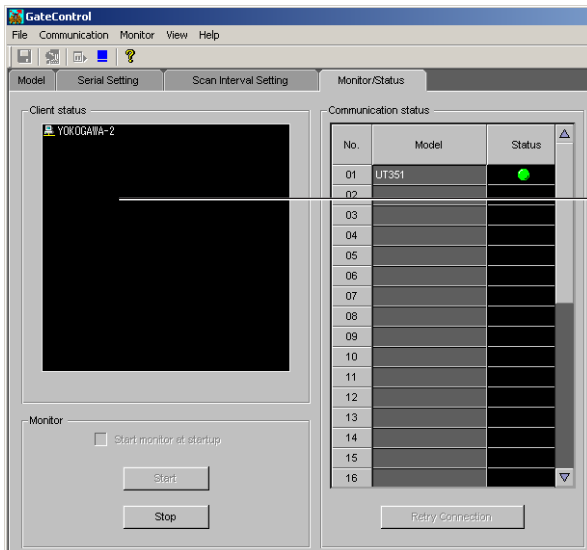 GateControl
File Communication Monitor View Help
Model Serial Setting Scan Interval Setting Monitor/Status
Client status
YOKOGAWA-2
Communication status
No. Model Status
01 UT351
02
03
04
05
06
07
08
09
10
11
12
13
14
15
16
Monitor
Start monitor at startup
Start
Stop
Retry Connection